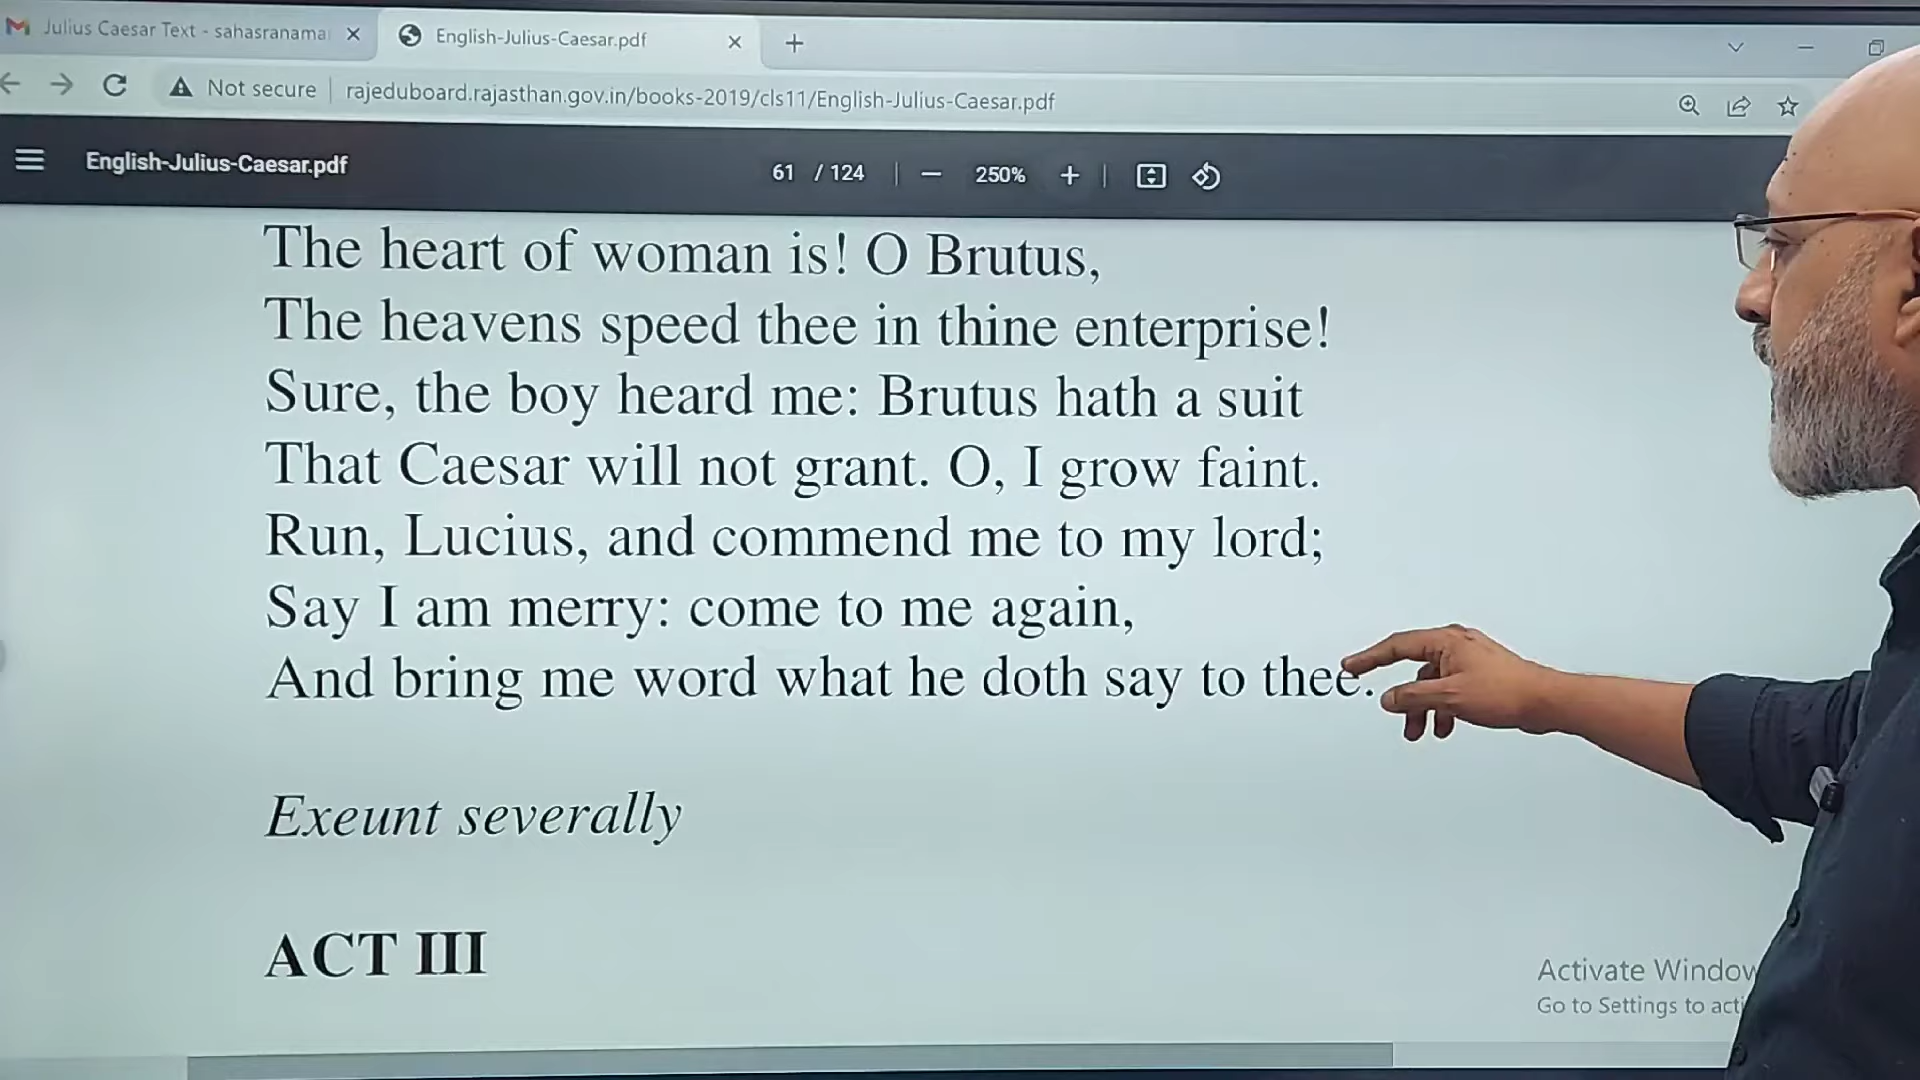 Julius Caesar Text - sahasranama
English-Julius-Caesar.pdf
Not secure
rajeduboard.rajasthan.gov.in/books-2019/cls11/English-Julius-Caesar.pdf
English-Julius-Caesar.pdf
61 / 124
250%
The heart of woman is! O Brutus,
The heavens speed thee in thine enterprise!
Sure, the boy heard me: Brutus hath a suit
That Caesar will not grant. O, I grow faint.
Run, Lucius, and commend me to my lord;
Say I am merry: come to me again,
And bring me word what he doth say to thee.
Exeunt severally
ACT III
Activate Window
Go to Settings to acti